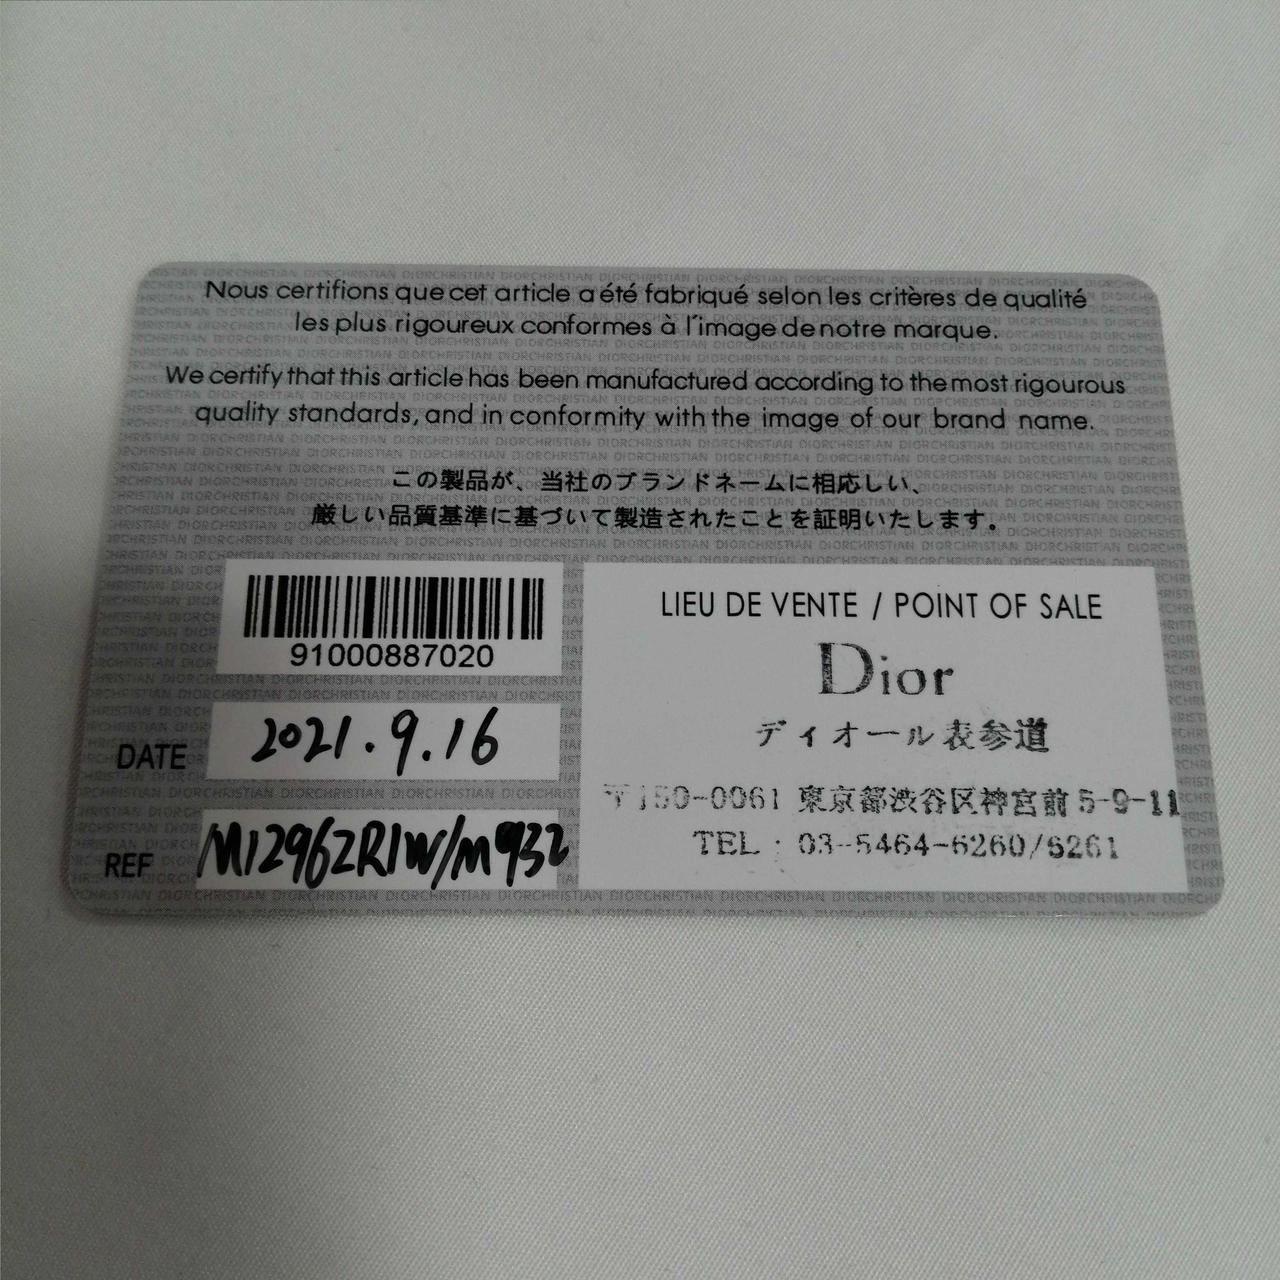 Nous certifions que cet article a été fabriqué selon les critères de qualité
les plus rigoureux conformes à l'image de notre marque.
We certify that this article has been manufactured according to the most rigourous
quality standards, and in conformity with the image of our brand name.
この製品が、当社のブランドネームに相応しい、
厳しい品質基準に基づいて製造されたことを証明いたします。
91000887020
DATE 2021.9.16
REF M1296ZR1W/M932
LIEU DE VENTE / POINT OF SALE
Dior
ディオール表参道
〒150-0061 東京都渋谷区神宮前5-9-11
TEL : 03-5464-6260/6261